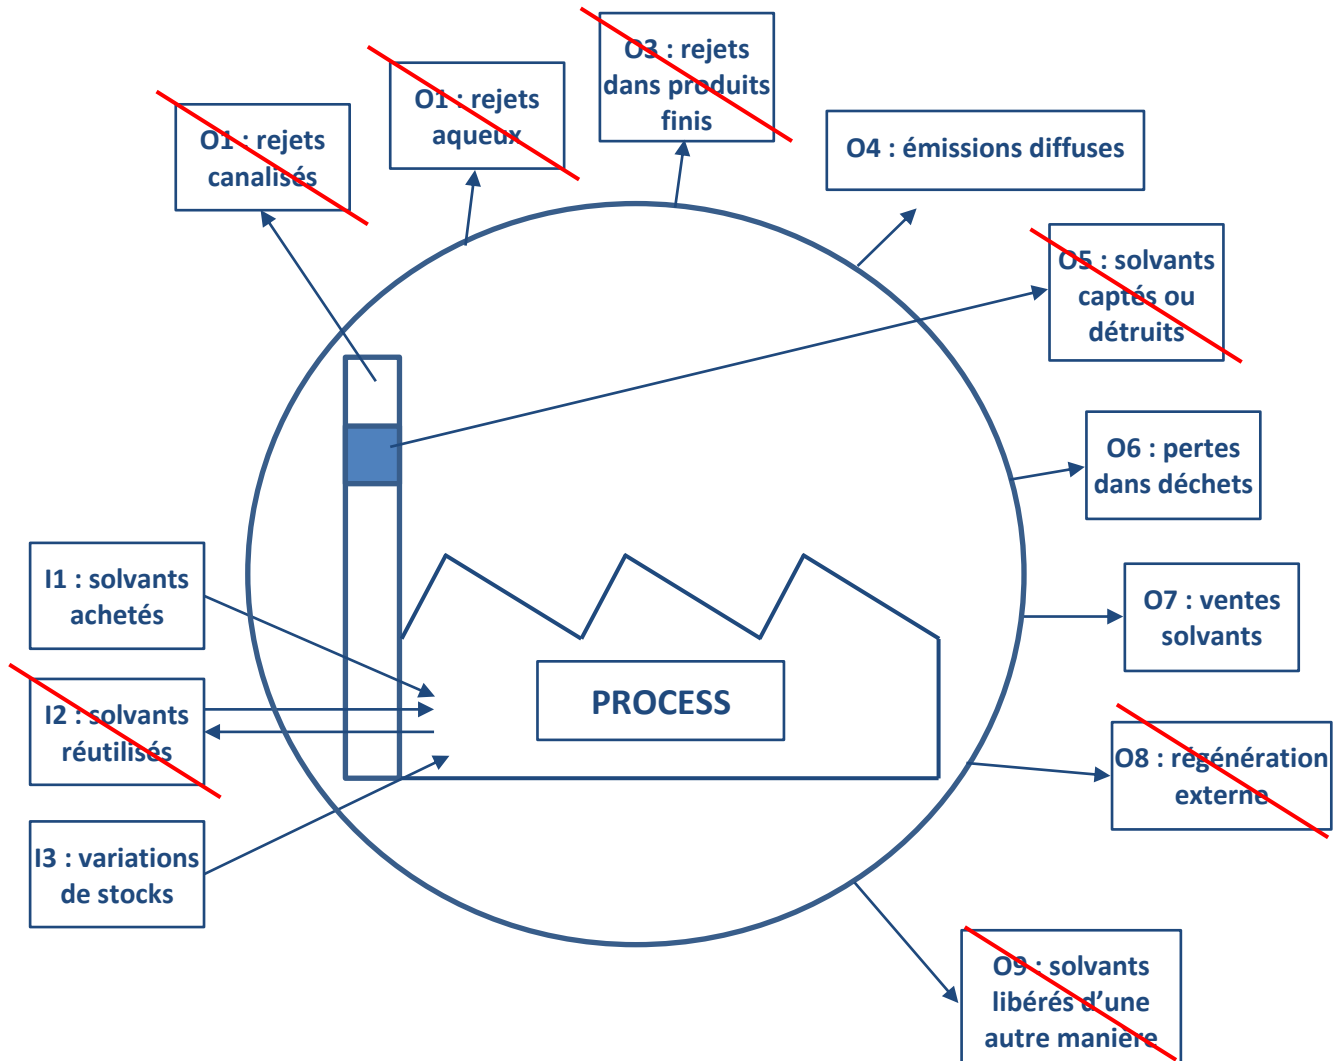 O3 : rejets
dans produits
finis
O1 : rejets
aqueux
O1 : rejets
canalisés
O4 : émissions diffuses
O5 : solvants
captés ou
détruits
O6 : pertes
dans déchets
I1 : solvants
achetés
O7 : ventes
solvants
I2 : solvants
réutilisés
PROCESS
O8 : régénération
externe
I3 : variations
de stocks
O9 : solvants
libérés d’une
autre manière